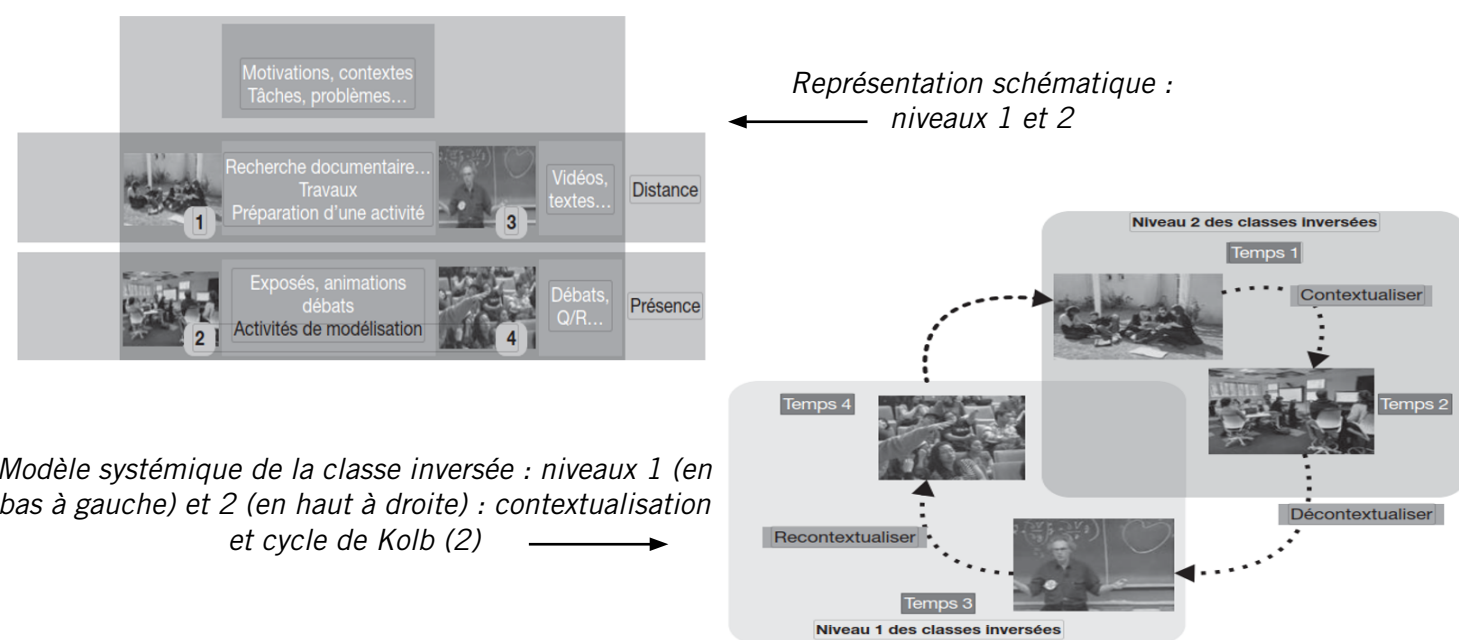 Motivations, contextes
Tâches, problèmes…
Recherche documentaire…
Travaux
Préparation d'une activité
Vidéos,
textes…
Distance
1
3
Exposés, animations
débats
Activités de modélisation
Débats,
Q/R…
Présence
2
4
Représentation schématique :
niveaux 1 et 2
Niveau 2 des classes inversées
Temps 1
Contextualiser
Temps 2
Décontextualiser
Temps 4
Recontextualiser
Temps 3
Niveau 1 des classes inversées
Modèle systémique de la classe inversée : niveaux 1 (en
bas à gauche) et 2 (en haut à droite) : contextualisation
et cycle de Kolb (2)